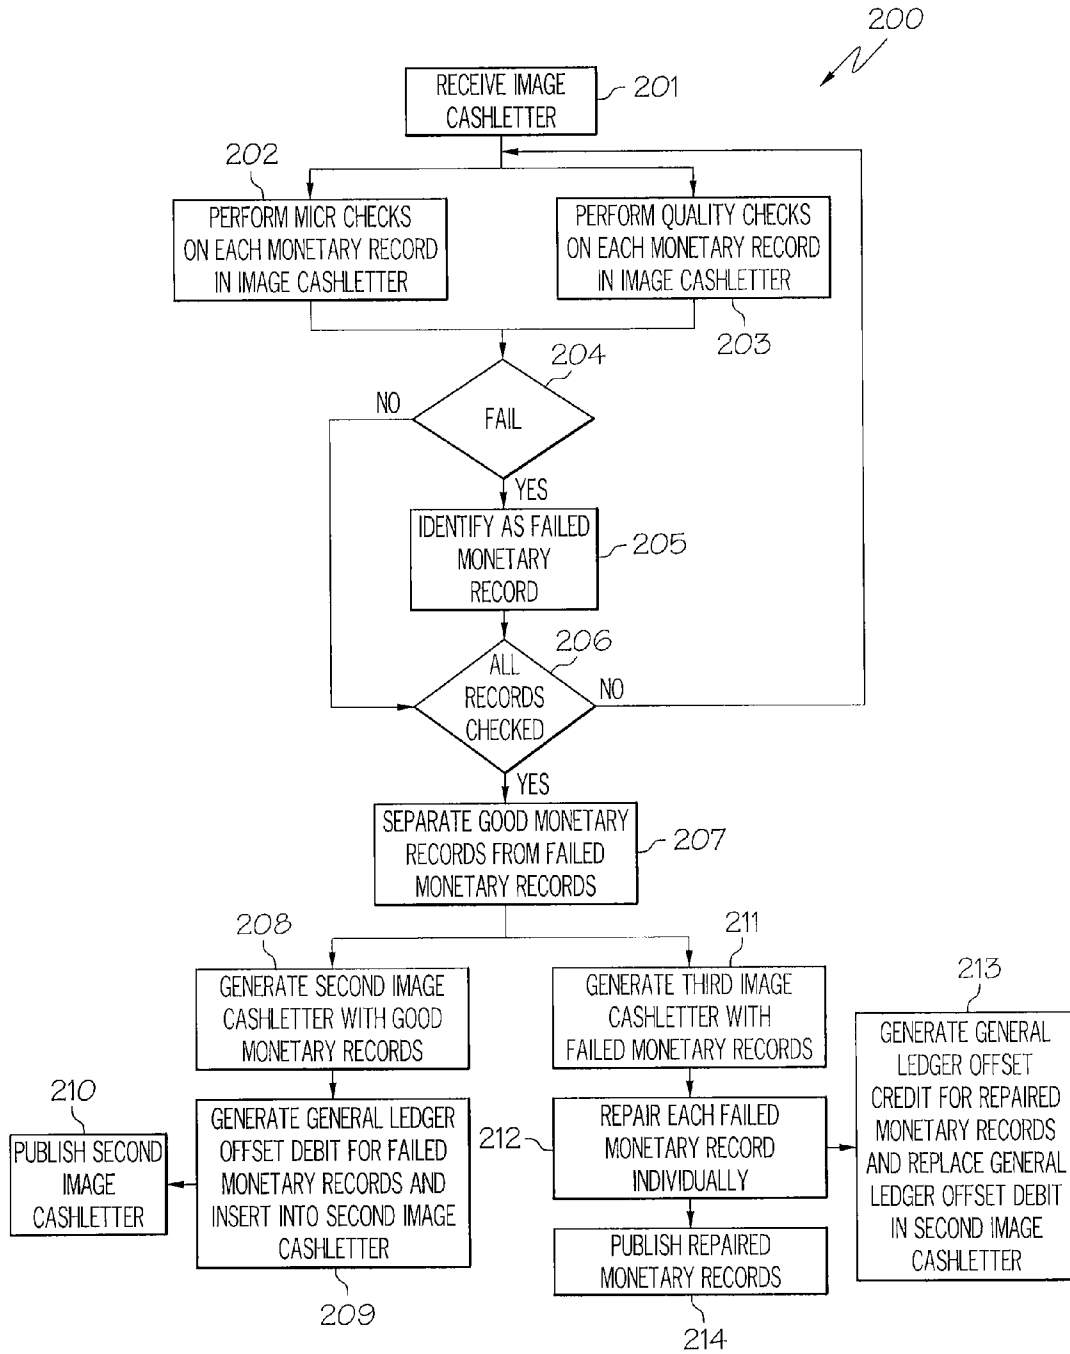 200
RECEIVE IMAGE
CASHLETTER
201
202
PERFORM MICR CHECKS
ON EACH MONETARY RECORD
IN IMAGE CASHLETTER
PERFORM QUALITY CHECKS
ON EACH MONETARY RECORD
IN IMAGE CASHLETTER
203
204
FAIL
NO
YES
IDENTIFY AS FAILED
MONETARY
RECORD
205
206
ALL
RECORDS
CHECKED
NO
YES
SEPARATE GOOD MONETARY
RECORDS FROM FAILED
MONETARY RECORDS
207
208
GENERATE SECOND IMAGE
CASHLETTER WITH GOOD
MONETARY RECORDS
211
GENERATE THIRD IMAGE
CASHLETTER WITH
FAILED MONETARY RECORDS
213
GENERATE GENERAL
LEDGER OFFSET
CREDIT FOR REPAIRED
MONETARY RECORDS
AND REPLACE GENERAL
LEDGER OFFSET DEBIT
IN SECOND IMAGE
CASHLETTER
210
PUBLISH SECOND
IMAGE
CASHLETTER
GENERATE GENERAL LEDGER
OFFSET DEBIT FOR FAILED
MONETARY RECORDS AND
INSERT INTO SECOND IMAGE
CASHLETTER
209
212
REPAIR EACH FAILED
MONETARY RECORD
INDIVIDUALLY
PUBLISH REPAIRED
MONETARY RECORDS
214